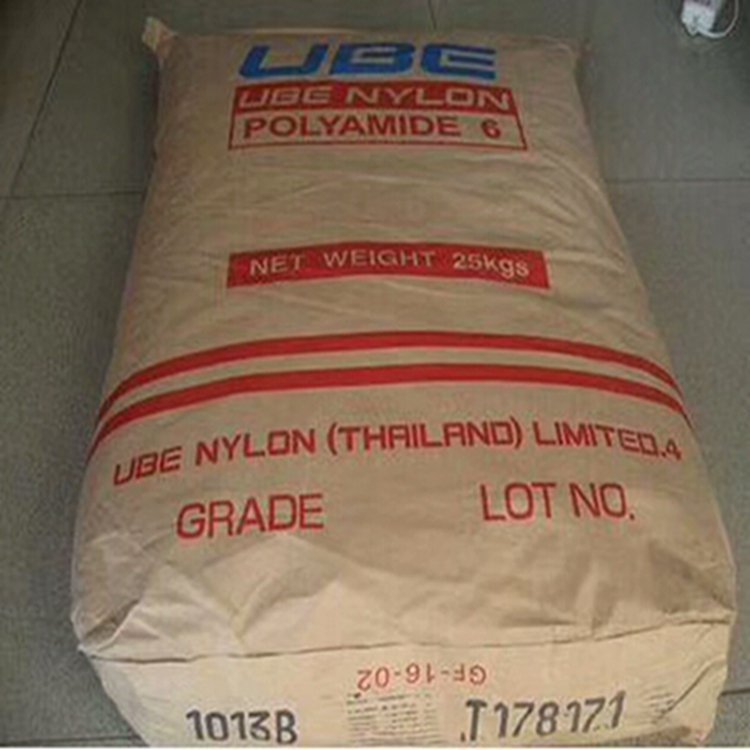 UBE
UBE NYLON
POLYAMIDE 6
NET WEIGHT 25kgs
UBE NYLON (THAILAND) LIMITED.4
GRADE LOT NO.
GF-16-02
1013B T178171